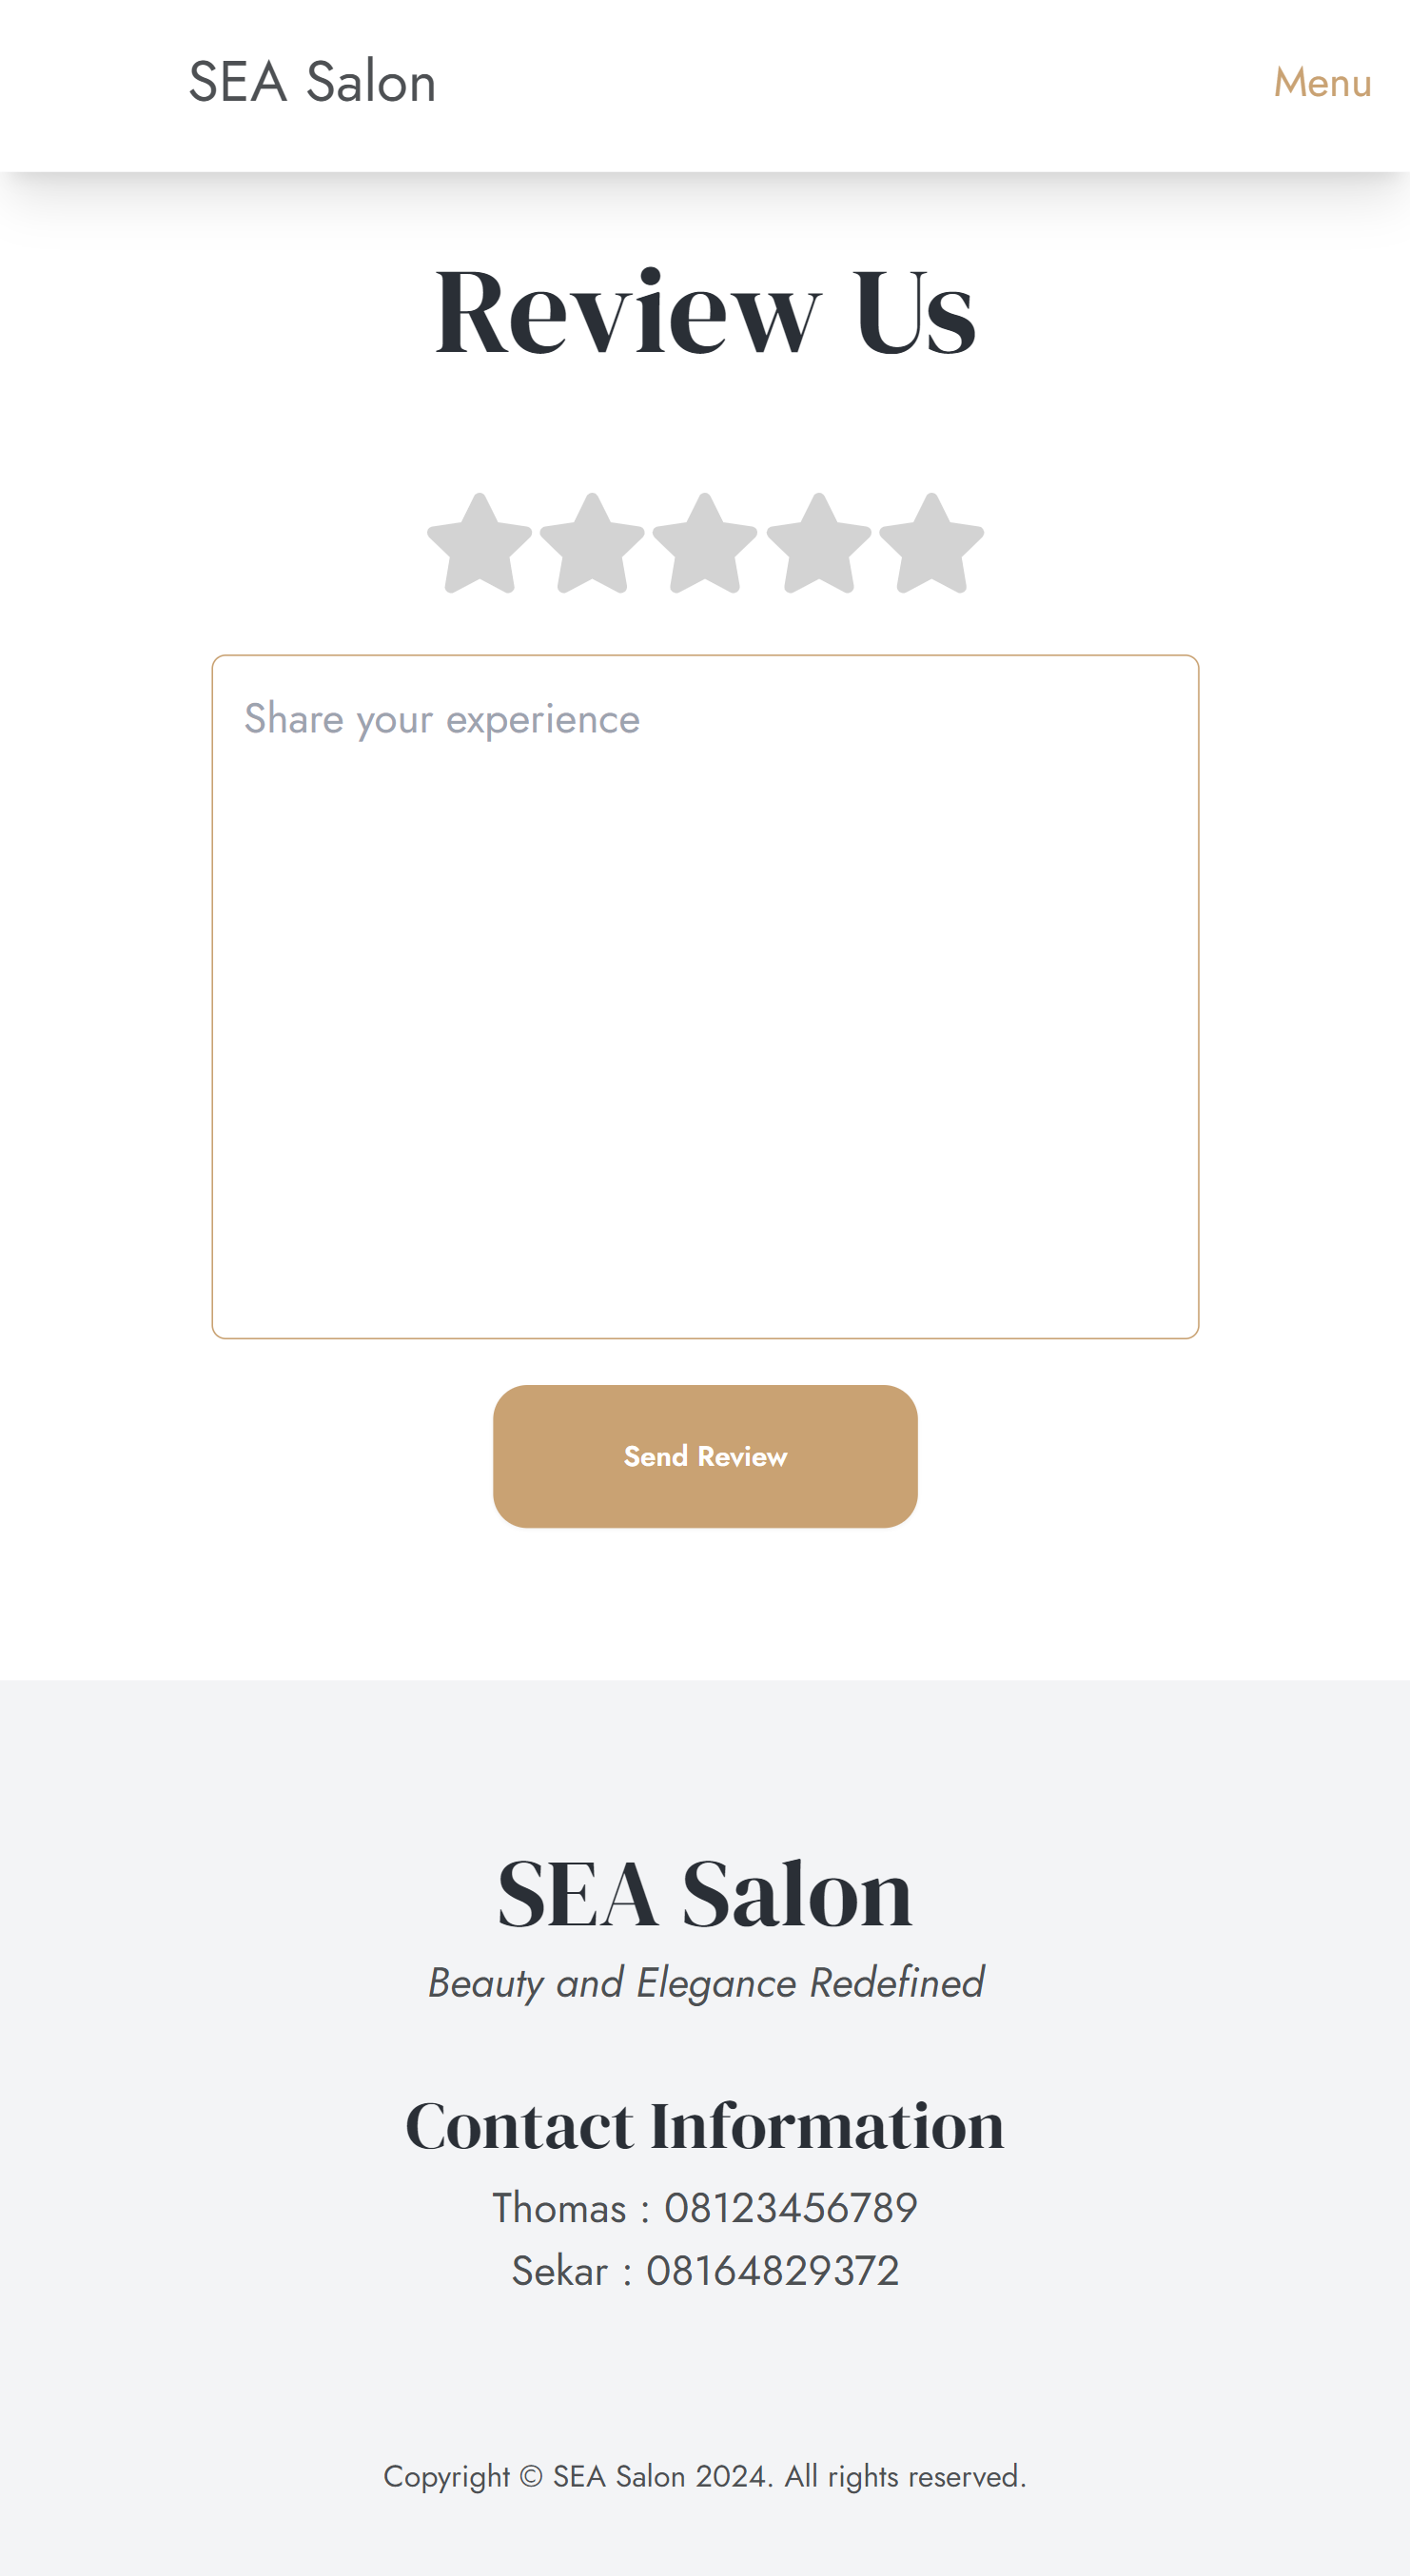 SEA Salon
Menu
Review Us
Share your experience
Send Review
SEA Salon
Beauty and Elegance Redefined
Contact Information
Thomas : 08123456789
Sekar : 08164829372
Copyright © SEA Salon 2024. All rights reserved.